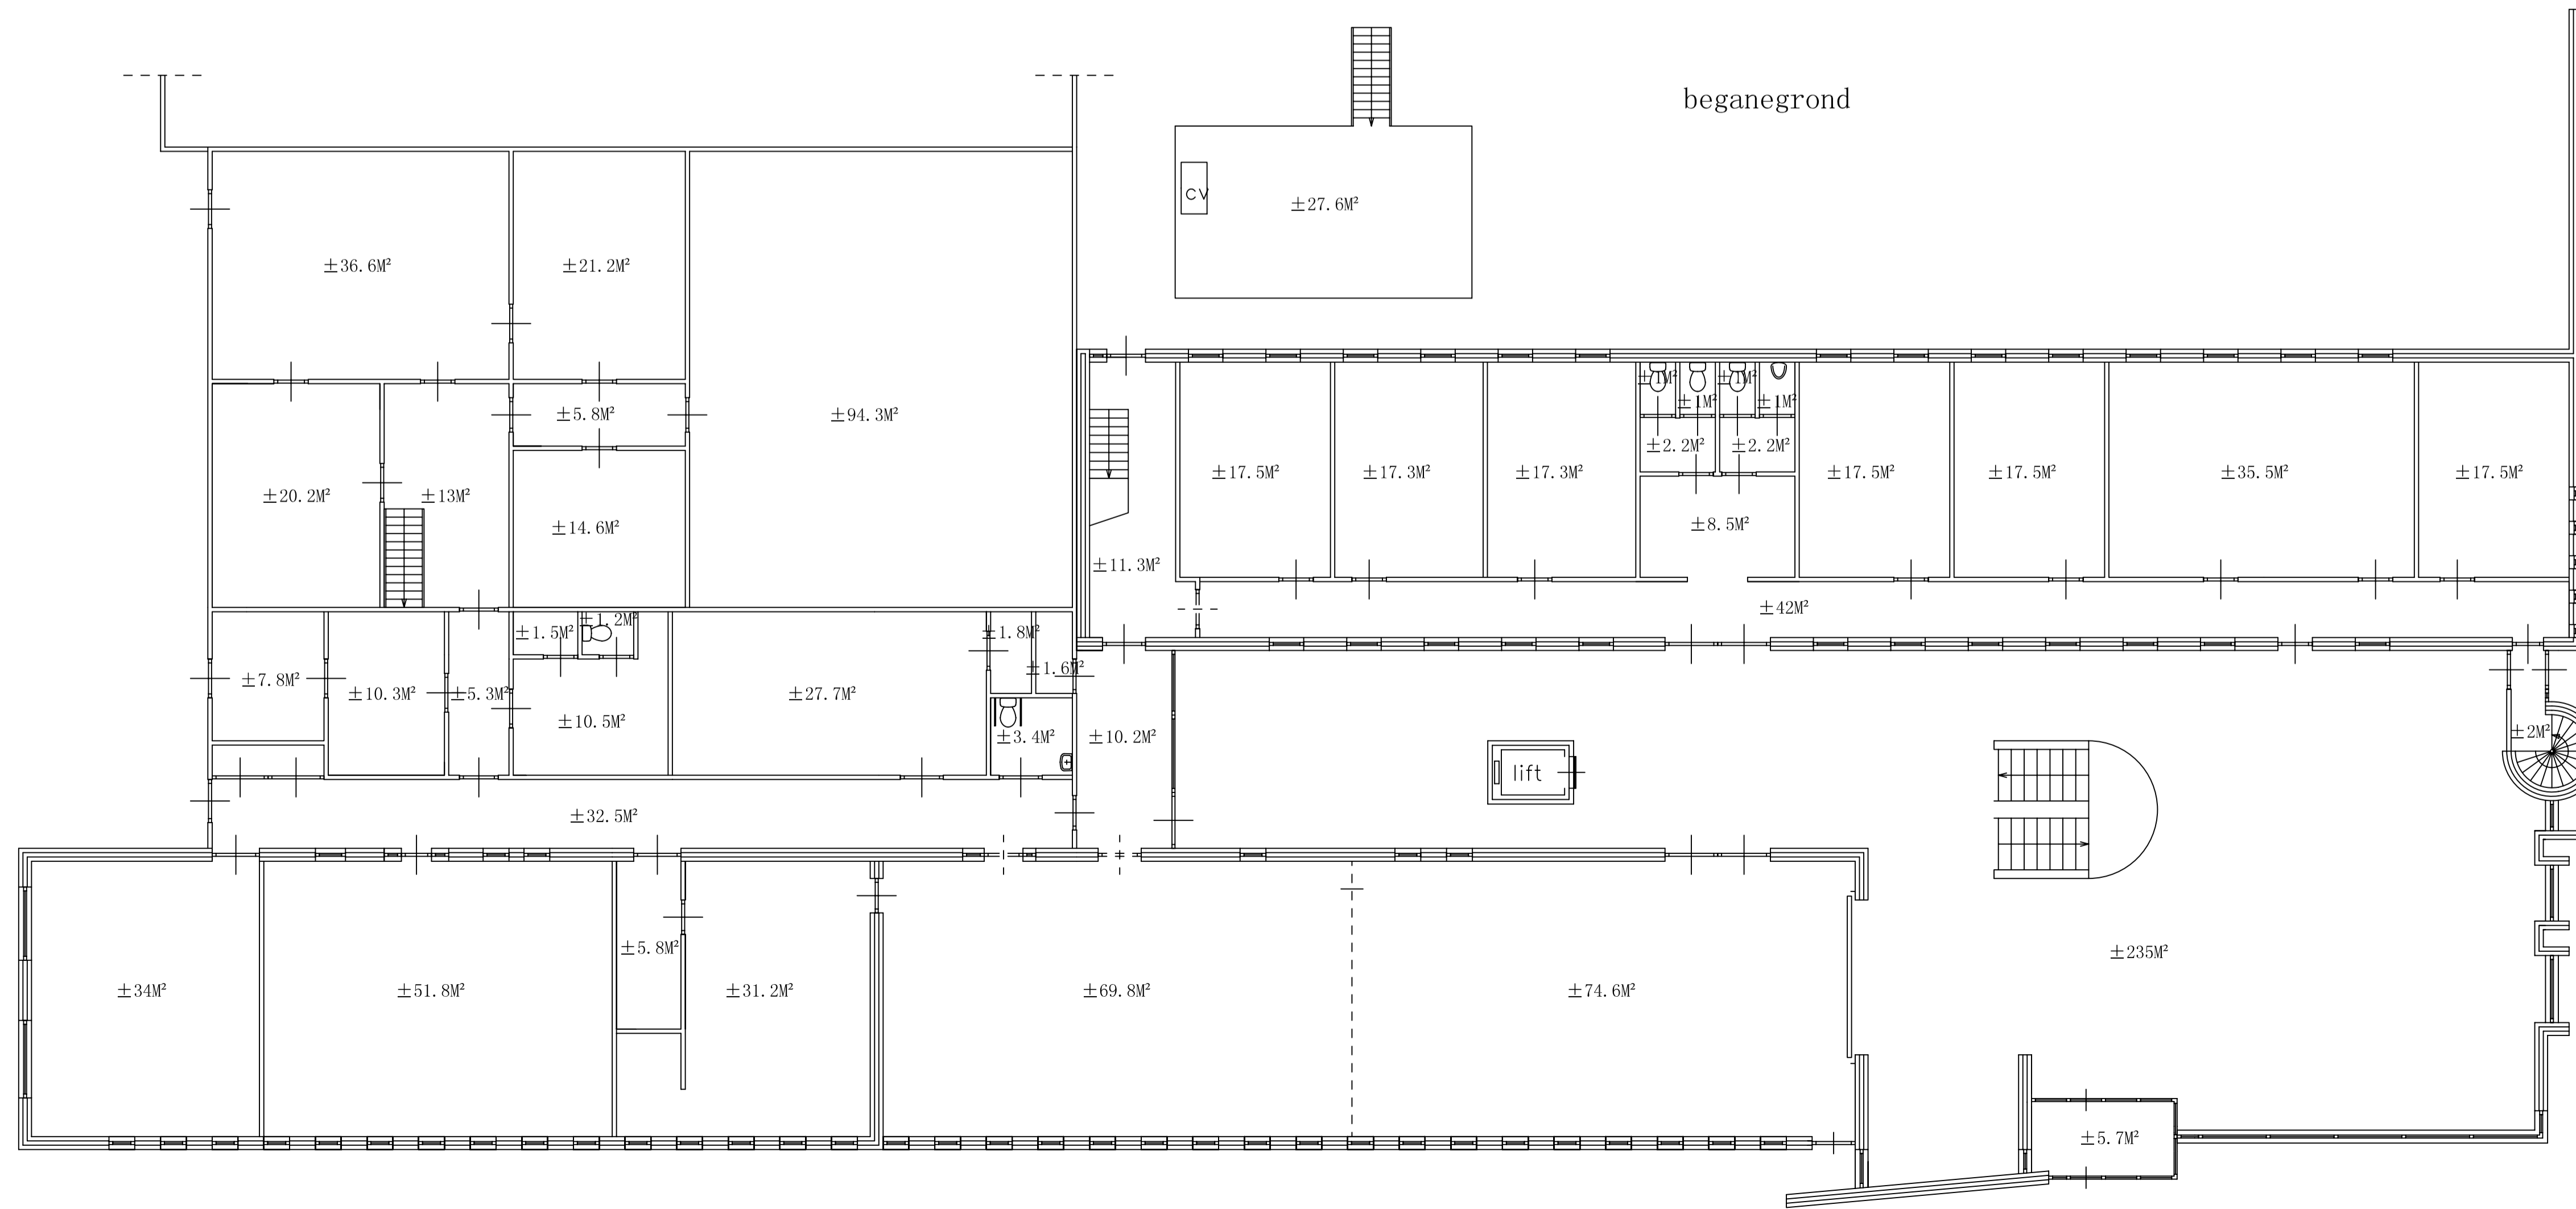 beganegrond
CV
±27.6M²
±36.6M²
±21.2M²
±94.3M²
±5.8M²
±20.2M²
±13M²
±14.6M²
±1M²
±1M²
±1M²
±1M²
±2.2M²
±2.2M²
±17.5M²
±17.3M²
±17.3M²
±17.5M²
±17.5M²
±35.5M²
±17.5M²
±8.5M²
±11.3M²
±42M²
±1.5M²
±1.2M²
±1.8M²
±1.6M²
±7.8M²
±10.3M²
±5.3M²
±10.5M²
±27.7M²
±3.4M²
±10.2M²
±2M²
lift
±32.5M²
±5.8M²
±235M²
±34M²
±51.8M²
±31.2M²
±69.8M²
±74.6M²
±5.7M²